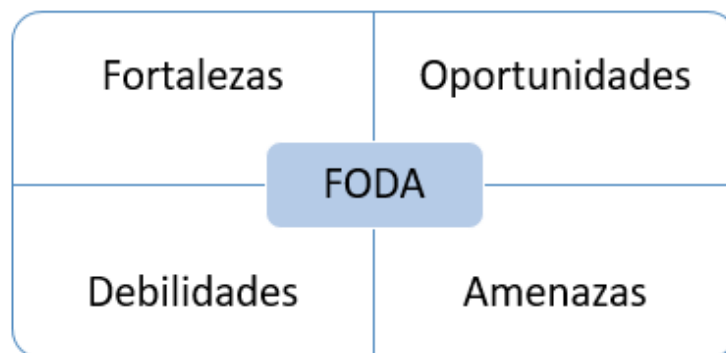 Fortalezas
Oportunidades
FODA
Debilidades
Amenazas